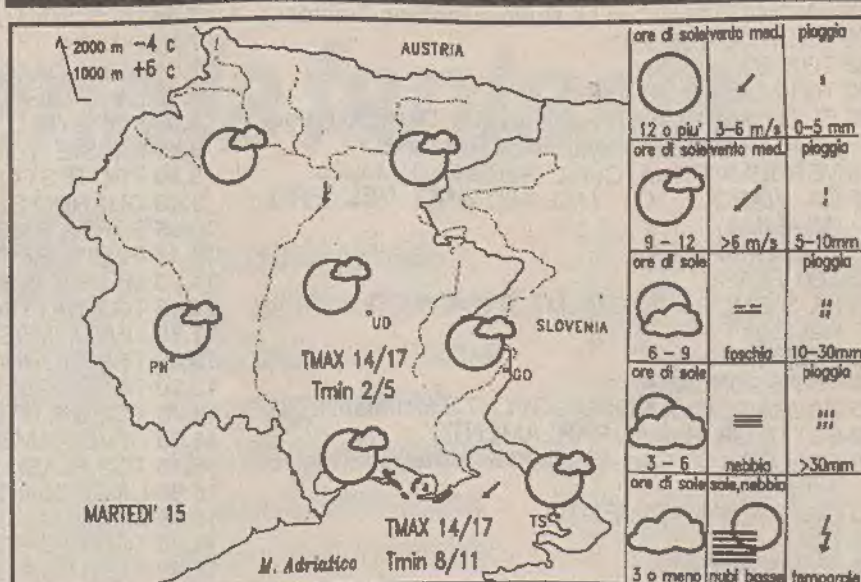 2000 m -4 c
1000 m +6 c
AUSTRIA
SLOVENIA
UD
PN
GO
TMAX 14/17
Tmin 2/5
MARTEDI' 15
TS
TMAX 14/17
M. Adriatico
Tmin 8/11
ore di sole vento med. pioggia
12 o piu' 3-6 m/s 0-5 mm
ore di sole vento med. pioggia
9 - 12 >6 m/s 5-10mm
ore di sole pioggia
6 - 9 foschia 10-30mm
ore di sole pioggia
3 - 6 nebbia >30mm
ore di sole sole,nebbia
3 o meno nubi basse temporale